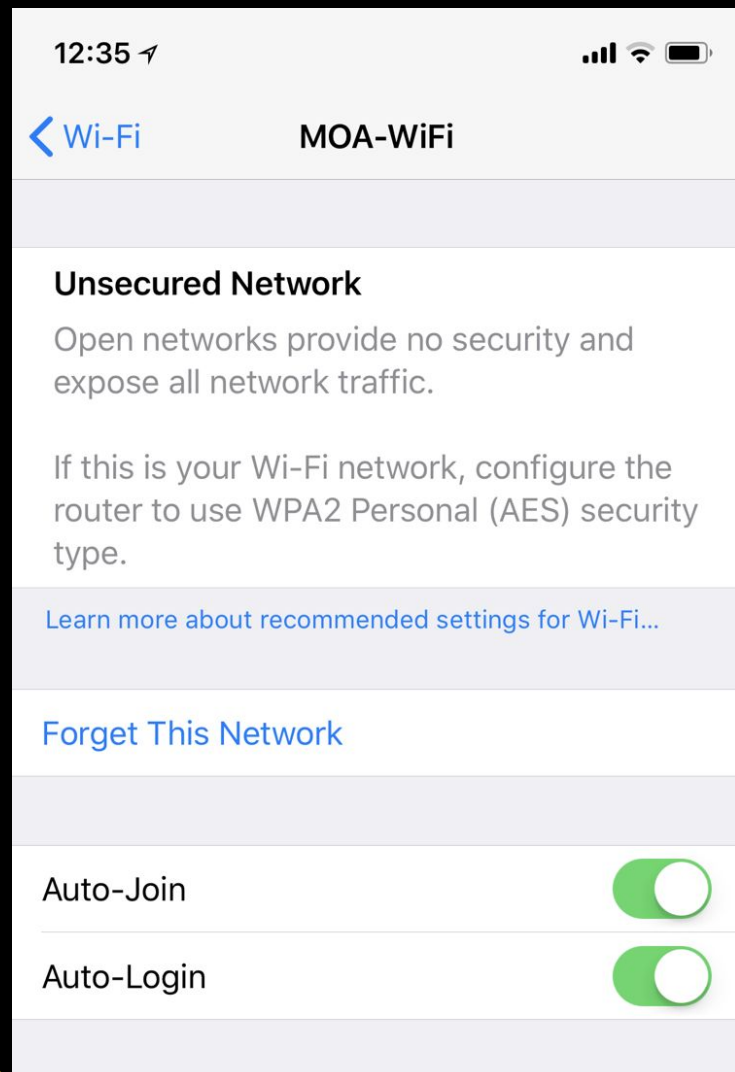 12:35
Wi-Fi
MOA-WiFi
Unsecured Network
Open networks provide no security and
expose all network traffic.
If this is your Wi-Fi network, configure the
router to use WPA2 Personal (AES) security
type.
Learn more about recommended settings for Wi-Fi...
Forget This Network
Auto-Join
Auto-Login